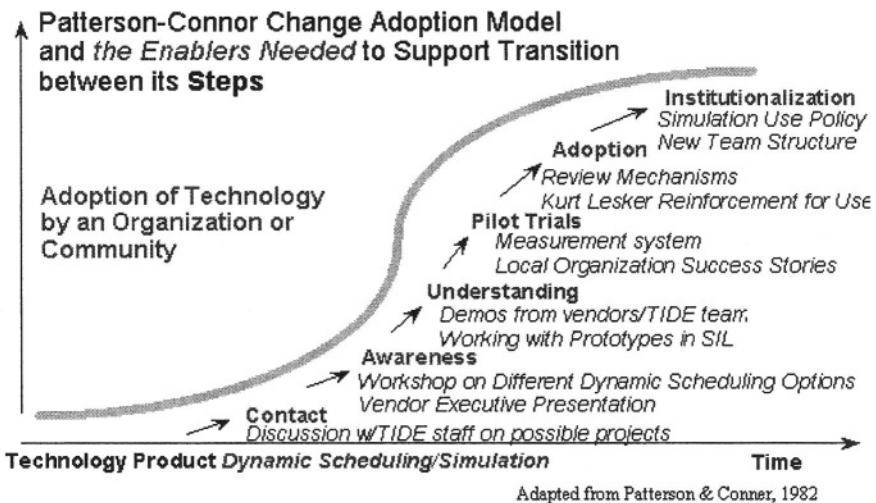 Patterson-Connor Change Adoption Model
and the Enablers Needed to Support Transition
between its Steps
Institutionalization
Simulation Use Policy
New Team Structure
Adoption
Review Mechanisms
Kurt Lesker Reinforcement for Use
Adoption of Technology
by an Organization or
Community
Pilot Trials
Measurement system
Local Organization Success Stories
Understanding
Demos from vendors/TIDE team
Working with Prototypes in SIL
Awareness
Workshop on Different Dynamic Scheduling Options
Vendor Executive Presentation
Contact
Discussion w/TIDE staff on possible projects
Technology Product Dynamic Scheduling/Simulation
Time
Adapted from Patterson & Conner, 1982